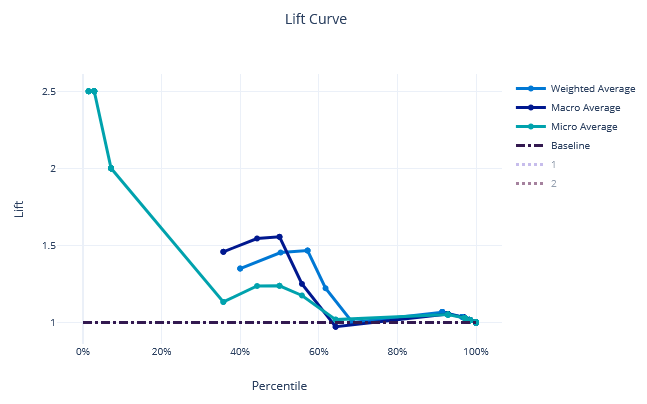 Lift Curve
Weighted Average
Macro Average
Micro Average
Baseline
1
2
2.5
2
1.5
1
Lift
0%
20%
40%
60%
80%
100%
Percentile